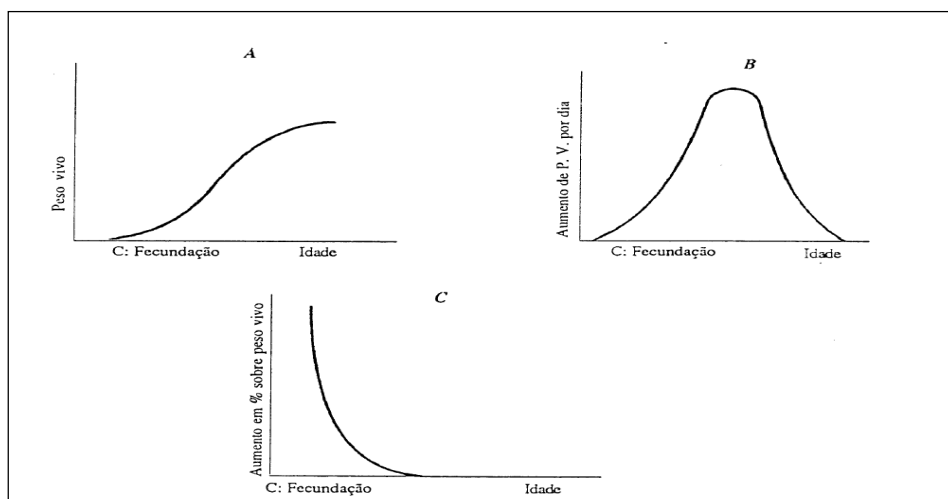 A
Peso vivo
C: Fecundação Idade
B
Aumento de P. V. por dia
C: Fecundação Idade
C
Aumento em % sobre peso vivo
C: Fecundação Idade